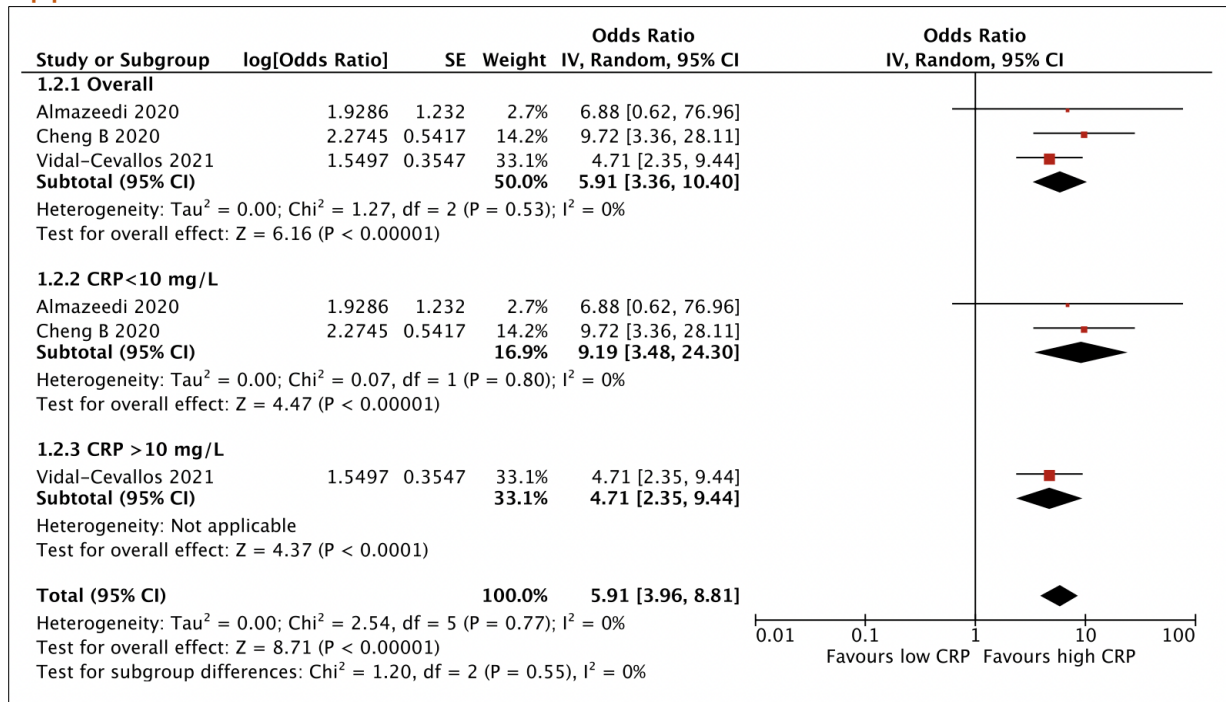 Odds Ratio Odds Ratio
Study or Subgroup log[Odds Ratio] SE Weight IV, Random, 95% CI IV, Random, 95% CI
1.2.1 Overall
Almazeedi 2020 1.9286 1.232 2.7% 6.88 [0.62, 76.96]
Cheng B 2020 2.2745 0.5417 14.2% 9.72 [3.36, 28.11]
Vidal-Cevallos 2021 1.5497 0.3547 33.1% 4.71 [2.35, 9.44]
Subtotal (95% CI) 50.0% 5.91 [3.36, 10.40]
Heterogeneity: Tau² = 0.00; Chi² = 1.27, df = 2 (P = 0.53); I² = 0%
Test for overall effect: Z = 6.16 (P < 0.00001)
1.2.2 CRP<10 mg/L
Almazeedi 2020 1.9286 1.232 2.7% 6.88 [0.62, 76.96]
Cheng B 2020 2.2745 0.5417 14.2% 9.72 [3.36, 28.11]
Subtotal (95% CI) 16.9% 9.19 [3.48, 24.30]
Heterogeneity: Tau² = 0.00; Chi² = 0.07, df = 1 (P = 0.80); I² = 0%
Test for overall effect: Z = 4.47 (P < 0.00001)
1.2.3 CRP >10 mg/L
Vidal-Cevallos 2021 1.5497 0.3547 33.1% 4.71 [2.35, 9.44]
Subtotal (95% CI) 33.1% 4.71 [2.35, 9.44]
Heterogeneity: Not applicable
Test for overall effect: Z = 4.37 (P < 0.0001)
Total (95% CI) 100.0% 5.91 [3.96, 8.81]
Heterogeneity: Tau² = 0.00; Chi² = 2.54, df = 5 (P = 0.77); I² = 0%
Test for overall effect: Z = 8.71 (P < 0.00001)
Test for subgroup differences: Chi² = 1.20, df = 2 (P = 0.55), I² = 0%
0.01 0.1 1 10 100
Favours low CRP Favours high CRP